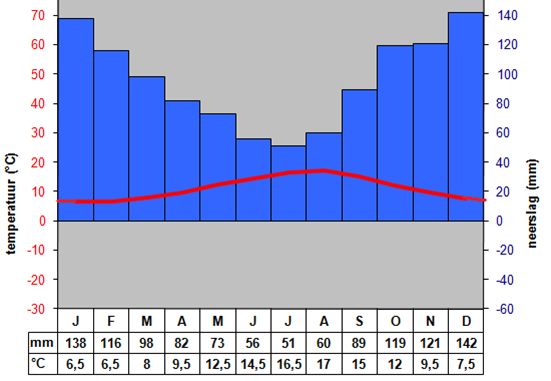 70 140
60 120
50 100
40 80
30 60
20 40
10 20
0 0
-10 -20
-20 -40
-30 -60
temperatuur (°C)
neerslag (mm)
J F M A M J J A S O N D
mm 138 116 98 82 73 56 51 60 89 119 121 142
°C 6,5 6,5 8 9,5 12,5 14,5 16,5 17 15 12 9,5 7,5